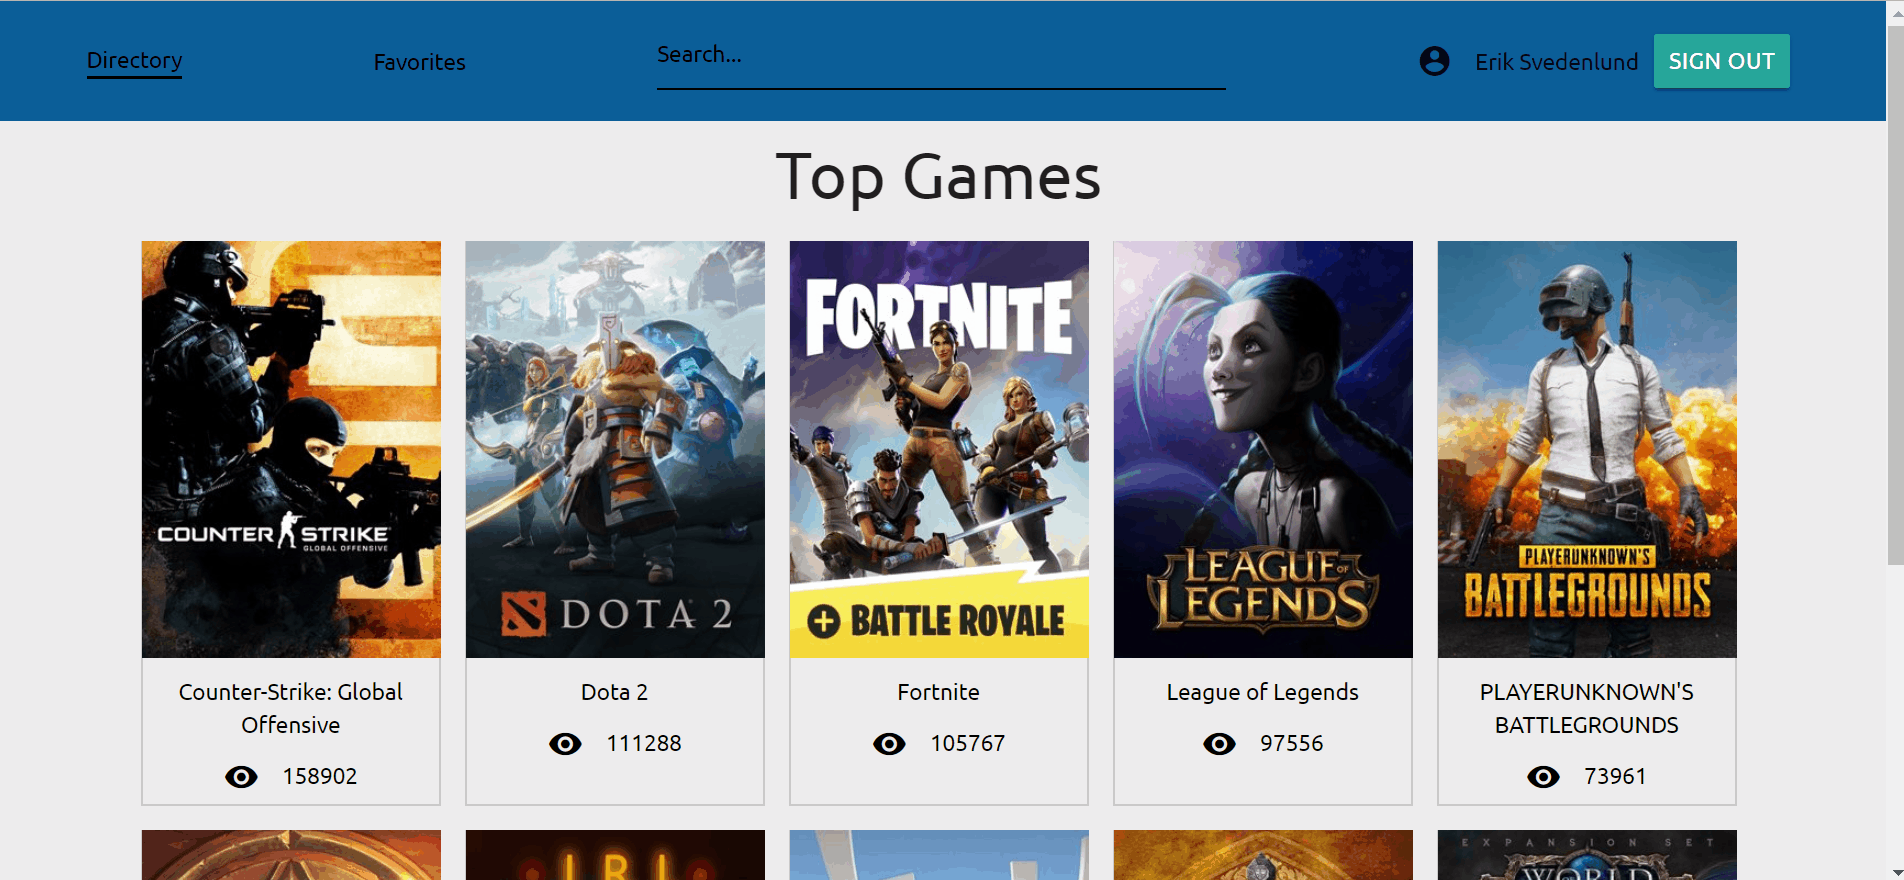 Directory
Favorites
Search...
Erik Svedenlund
SIGN OUT
Top Games
COUNTER STRIKE
GLOBAL OFFENSIVE
DOTA 2
FORTNITE
BATTLE ROYALE
LEAGUE OF
LEGENDS
PLAYERUNKNOWN'S
BATTLEGROUNDS
Counter-Strike: Global
Offensive
158902
Dota 2
111288
Fortnite
105767
League of Legends
97556
PLAYERUNKNOWN'S
BATTLEGROUNDS
73961
EXPANSION SET
WORLD